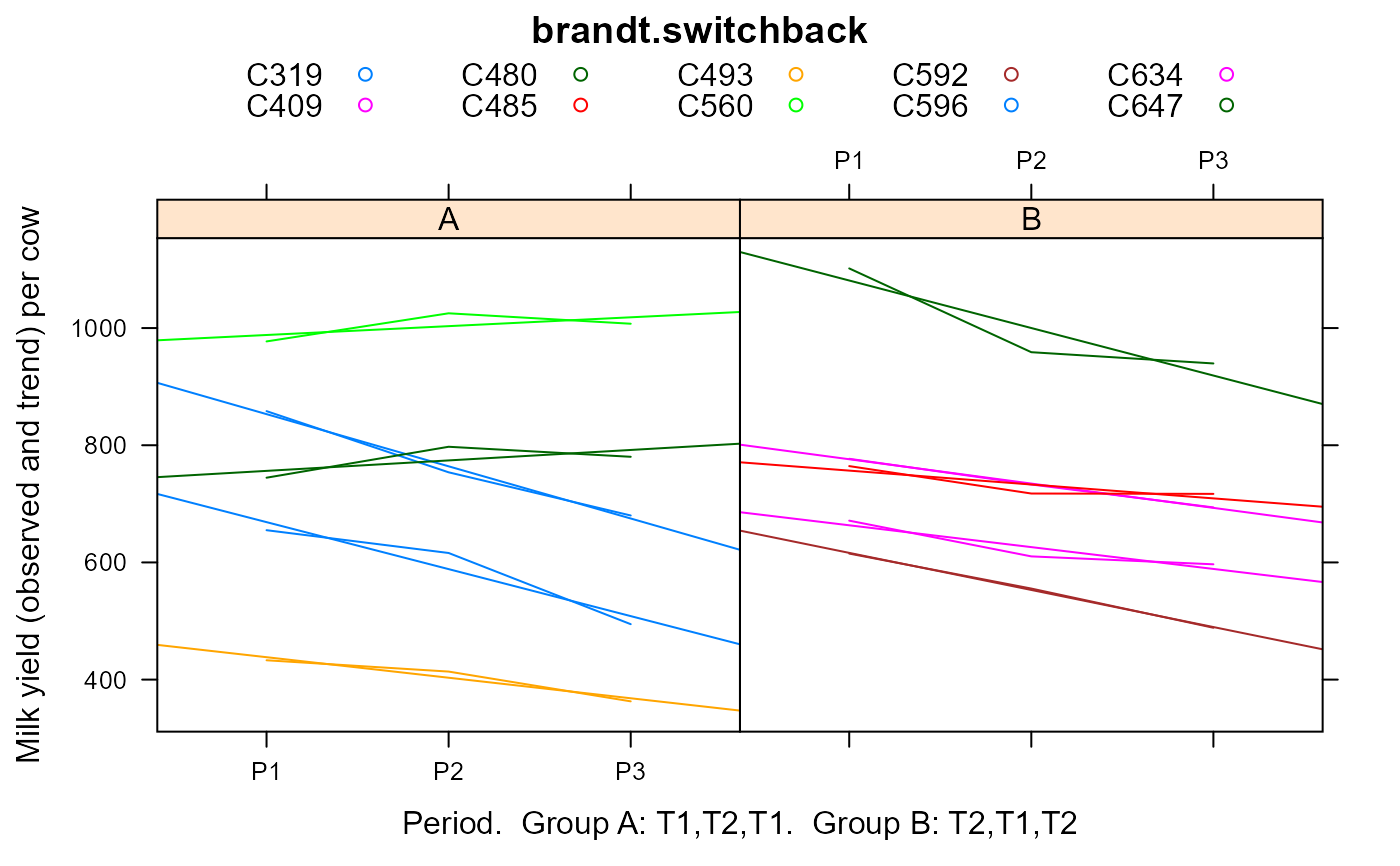 brandt.switchback
C319 C480 C493 C592 C634
C409 C485 C560 C596 C647
P1 P2 P3
A B
Milk yield (observed and trend) per cow
1000
800
600
400
P1 P2 P3
Period.  Group A: T1,T2,T1.  Group B: T2,T1,T2